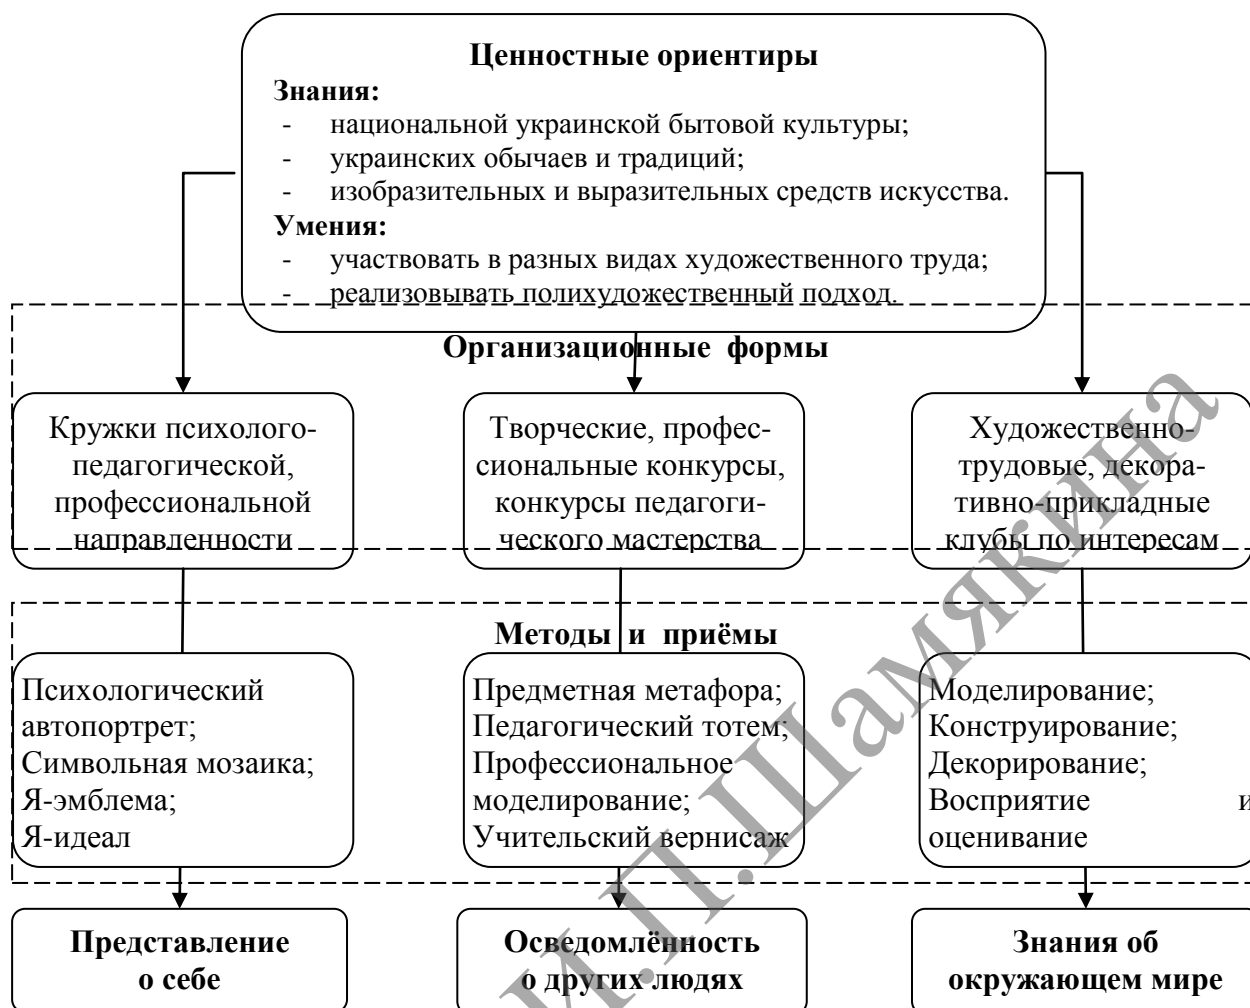 Ценностные ориентиры
Знания:
- национальной украинской бытовой культуры;
- украинских обычаев и традиций;
- изобразительных и выразительных средств искусства.
Умения:
- участвовать в разных видах художественного труда;
- реализовывать полихудожественный подход.
Организационные формы
Кружки психолого-
педагогической,
профессиональной
направленности
Творческие, профес-
сиональные конкурсы,
конкурсы педагоги-
ческого мастерства
Художественно-
трудовые, декора-
тивно-прикладные
клубы по интересам
Методы и приёмы
Психологический
автопортрет;
Символьная мозаика;
Я-эмблема;
Я-идеал
Предметная метафора;
Педагогический тотем;
Профессиональное
моделирование;
Учительский вернисаж
Моделирование;
Конструирование;
Декорирование;
Восприятие и
оценивание
Представление
о себе
Осведомлённость
о других людях
Знания об
окружающем мире
И.П.Шамякина